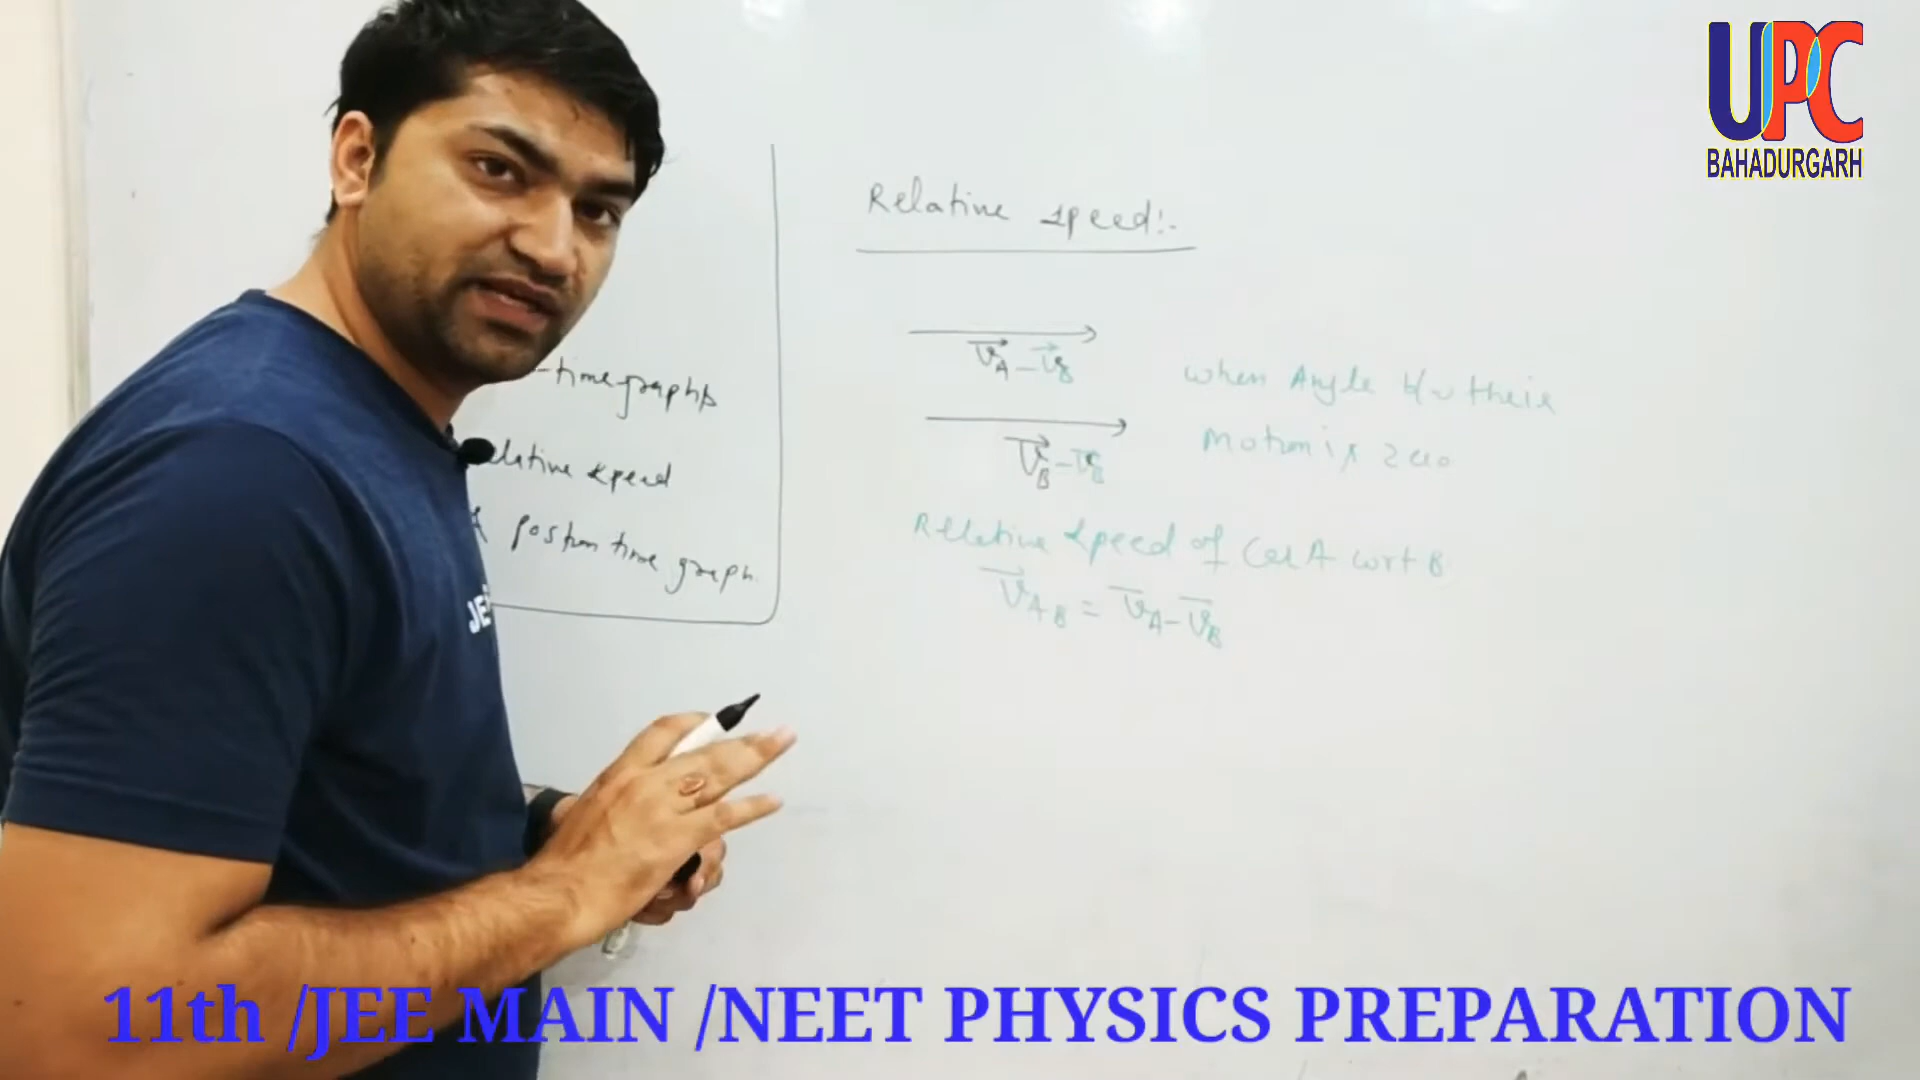 UPC
BAHADURGARH
Relative speed:-
-time graphs
elative speed
position time graph
V⃗A - V⃗B
V⃗B - V⃗B
when Angle b/w their
Motion is zero
Relative speed of Car A wrt B
V⃗AB = V⃗A - V⃗B
JEE
11th /JEE MAIN /NEET PHYSICS PREPARATION